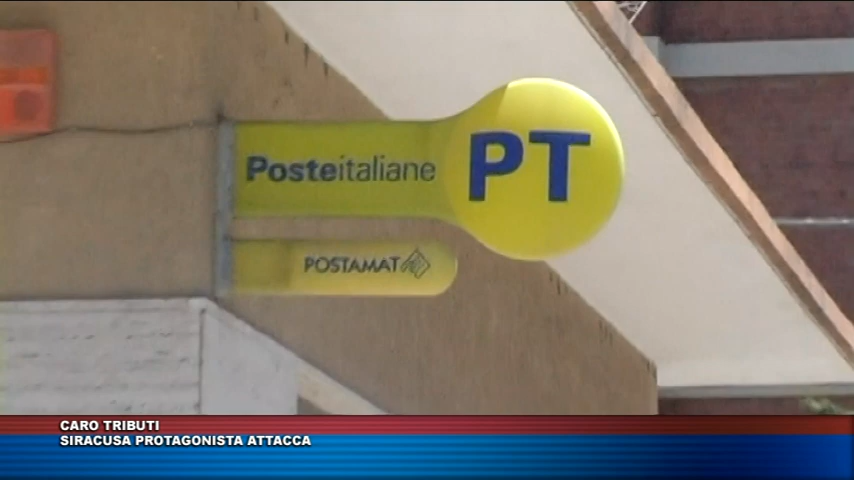 Posteitaliane
PT
POSTAMAT
CARO TRIBUTI
SIRACUSA PROTAGONISTA ATTACCA